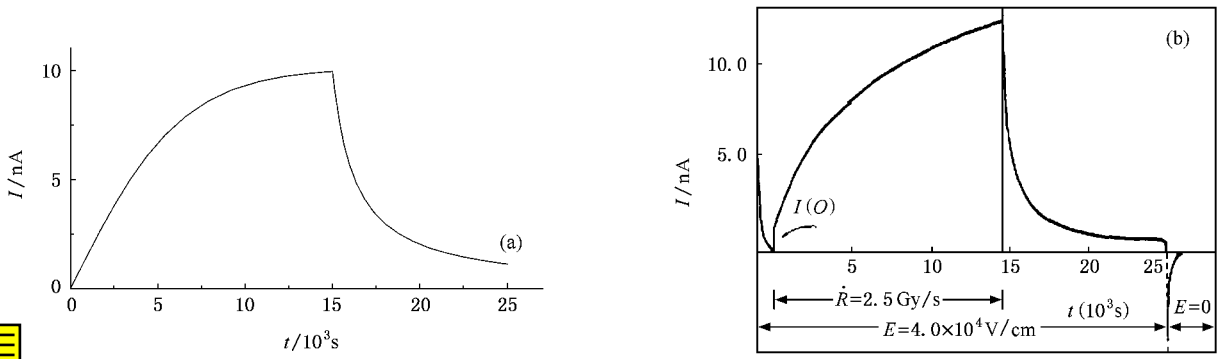 I/nA
10
5
0
0 5 10 15 20 25
t/10³s
(a)
(b)
I/nA
10.0
5.0
I(O)
5 10 15 20 25
Ṙ=2.5 Gy/s
t(10³s)
E=0
E=4.0×10⁴V/cm